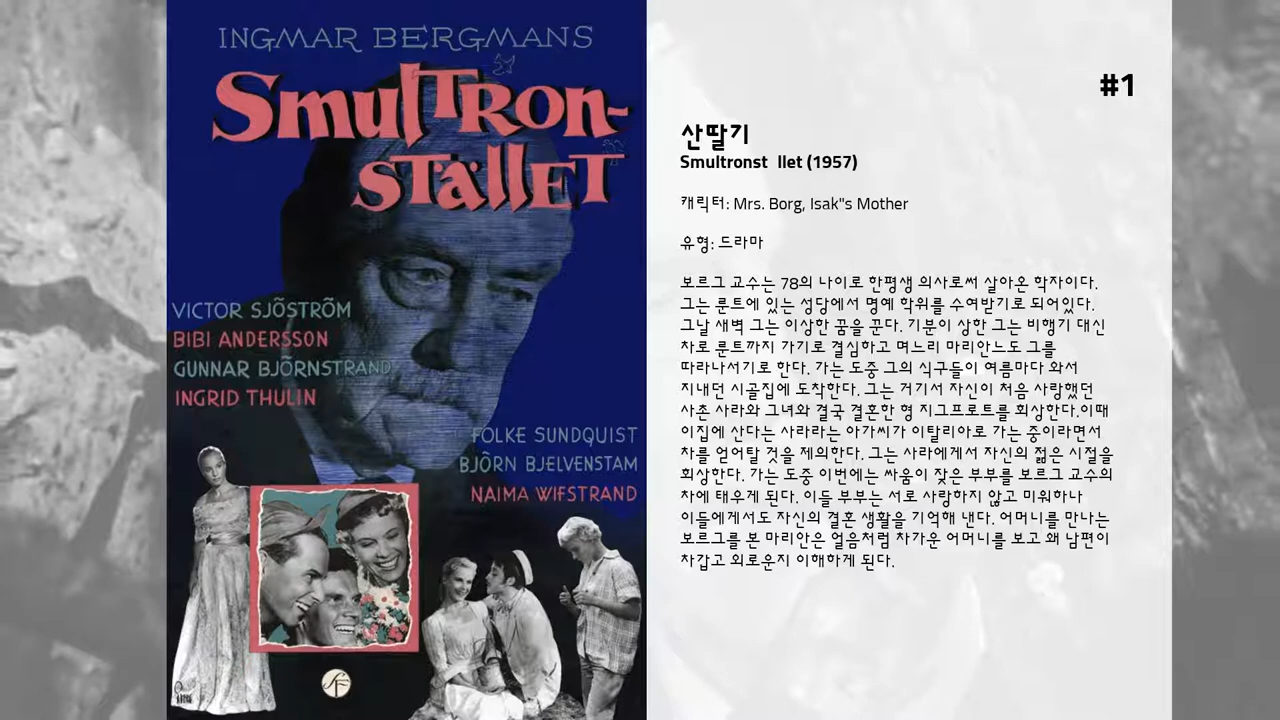 INGMAR BERGMANS
SmulTRON-
STÄLLET
VICTOR SJÖSTRÖM
BIBI ANDERSSON
GUNNAR BJÖRNSTRAND
INGRID THULIN
FOLKE SUNDQUIST
BJÖRN BJELVENSTAM
NAIMA WIFSTRAND
SF
#1
산딸기
Smultronst llet (1957)
캐릭터: Mrs. Borg, Isak"s Mother
유형: 드라마
보르그 교수는 78의 나이로 한평생 의사로써 살아온 학자이다.
그는 룬트에 있는 성당에서 명예 학위를 수여받기로 되어있다.
그날 새벽 그는 이상한 꿈을 꾼다. 기분이 상한 그는 비행기 대신
차로 룬트까지 가기로 결심하고 며느리 마리안느도 그를
따라나서기로 한다. 가는 도중 그의 식구들이 여름마다 와서
지내던 시골집에 도착한다. 그는 거기서 자신이 처음 사랑했던
사촌 사라와 그녀와 결국 결혼한 형 지그프로트를 회상한다.이때
이집에 산다는 사라라는 아가씨가 이탈리아로 가는 중이라면서
차를 얻어탈 것을 제의한다. 그는 사라에게서 자신의 젊은 시절을
회상한다. 가는 도중 이번에는 싸움이 잦은 부부를 보르그 교수의
차에 태우게 된다. 이들 부부는 서로 사랑하지 않고 미워하나
이들에게서도 자신의 결혼 생활을 기억해 낸다. 어머니를 만나는
보르그를 본 마리안은 얼음처럼 차가운 어머니를 보고 왜 남편이
차갑고 외로운지 이해하게 된다.